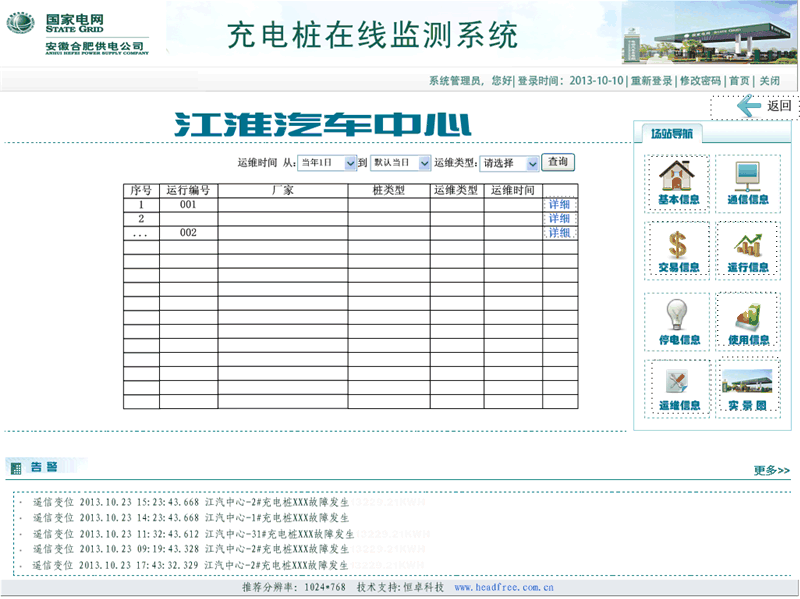 国家电网
STATE GRID
安徽合肥供电公司
ANHUI HEFEI POWER SUPPLY COMPANY
充电桩在线监测系统
系统管理员，您好| 登录时间：2013-10-10 | 重新登录 | 修改密码 | 首页 | 关闭
返回
江淮汽车中心
场站导航
运维时间 从: 当年1日 到 默认当日 运维类型: 请选择 查询
序号 运行编号 厂家 桩类型 运维类型 运维时间
1 001 详细
2 详细
... 002 详细
基本信息 通信信息
交易信息 运行信息
停电信息 使用信息
运维信息 实景图
告警
更多>>
· 遥信变位 2013.10.23 15:23:43.668 江汽中心-2#充电桩XXX故障发生
· 遥信变位 2013.10.23 14:23:43.668 江汽中心-1#充电桩XXX故障发生
· 遥信变位 2013.10.23 11:32:43.612 江汽中心-31#充电桩XXX故障发生
· 遥信变位 2013.10.23 09:19:43.328 江汽中心-2#充电桩XXX故障发生
· 遥信变位 2013.10.23 17:43:32.329 江汽中心-2#充电桩XXX故障发生
推荐分辨率: 1024*768 技术支持:恒卓科技 www.headfree.com.cn